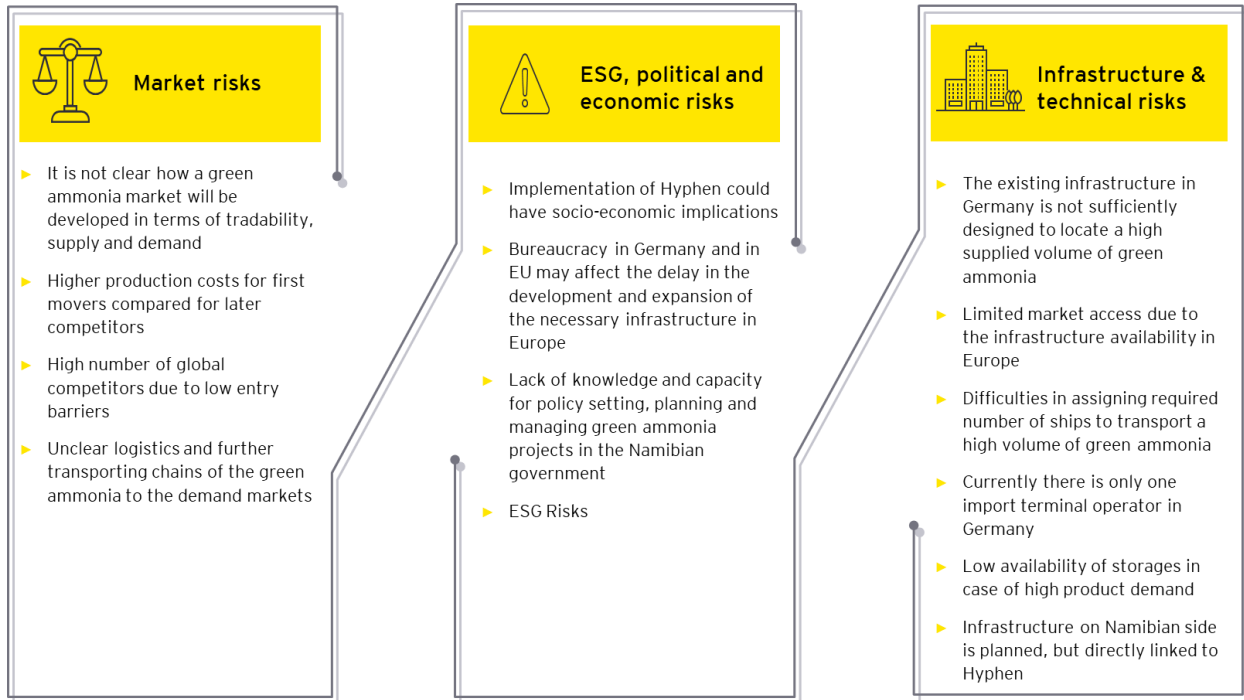 Market risks
It is not clear how a green
ammonia market will be
developed in terms of tradability,
supply and demand
Higher production costs for first
movers compared for later
competitors
High number of global
competitors due to low entry
barriers
Unclear logistics and further
transporting chains of the green
ammonia to the demand markets
ESG, political and
economic risks
Implementation of Hyphen could
have socio-economic implications
Bureaucracy in Germany and in
EU may affect the delay in the
development and expansion of
the necessary infrastructure in
Europe
Lack of knowledge and capacity
for policy setting, planning and
managing green ammonia
projects in the Namibian
government
ESG Risks
Infrastructure &
technical risks
The existing infrastructure in
Germany is not sufficiently
designed to locate a high
supplied volume of green
ammonia
Limited market access due to
the infrastructure availability in
Europe
Difficulties in assigning required
number of ships to transport a
high volume of green ammonia
Currently there is only one
import terminal operator in
Germany
Low availability of storages in
case of high product demand
Infrastructure on Namibian side
is planned, but directly linked to
Hyphen